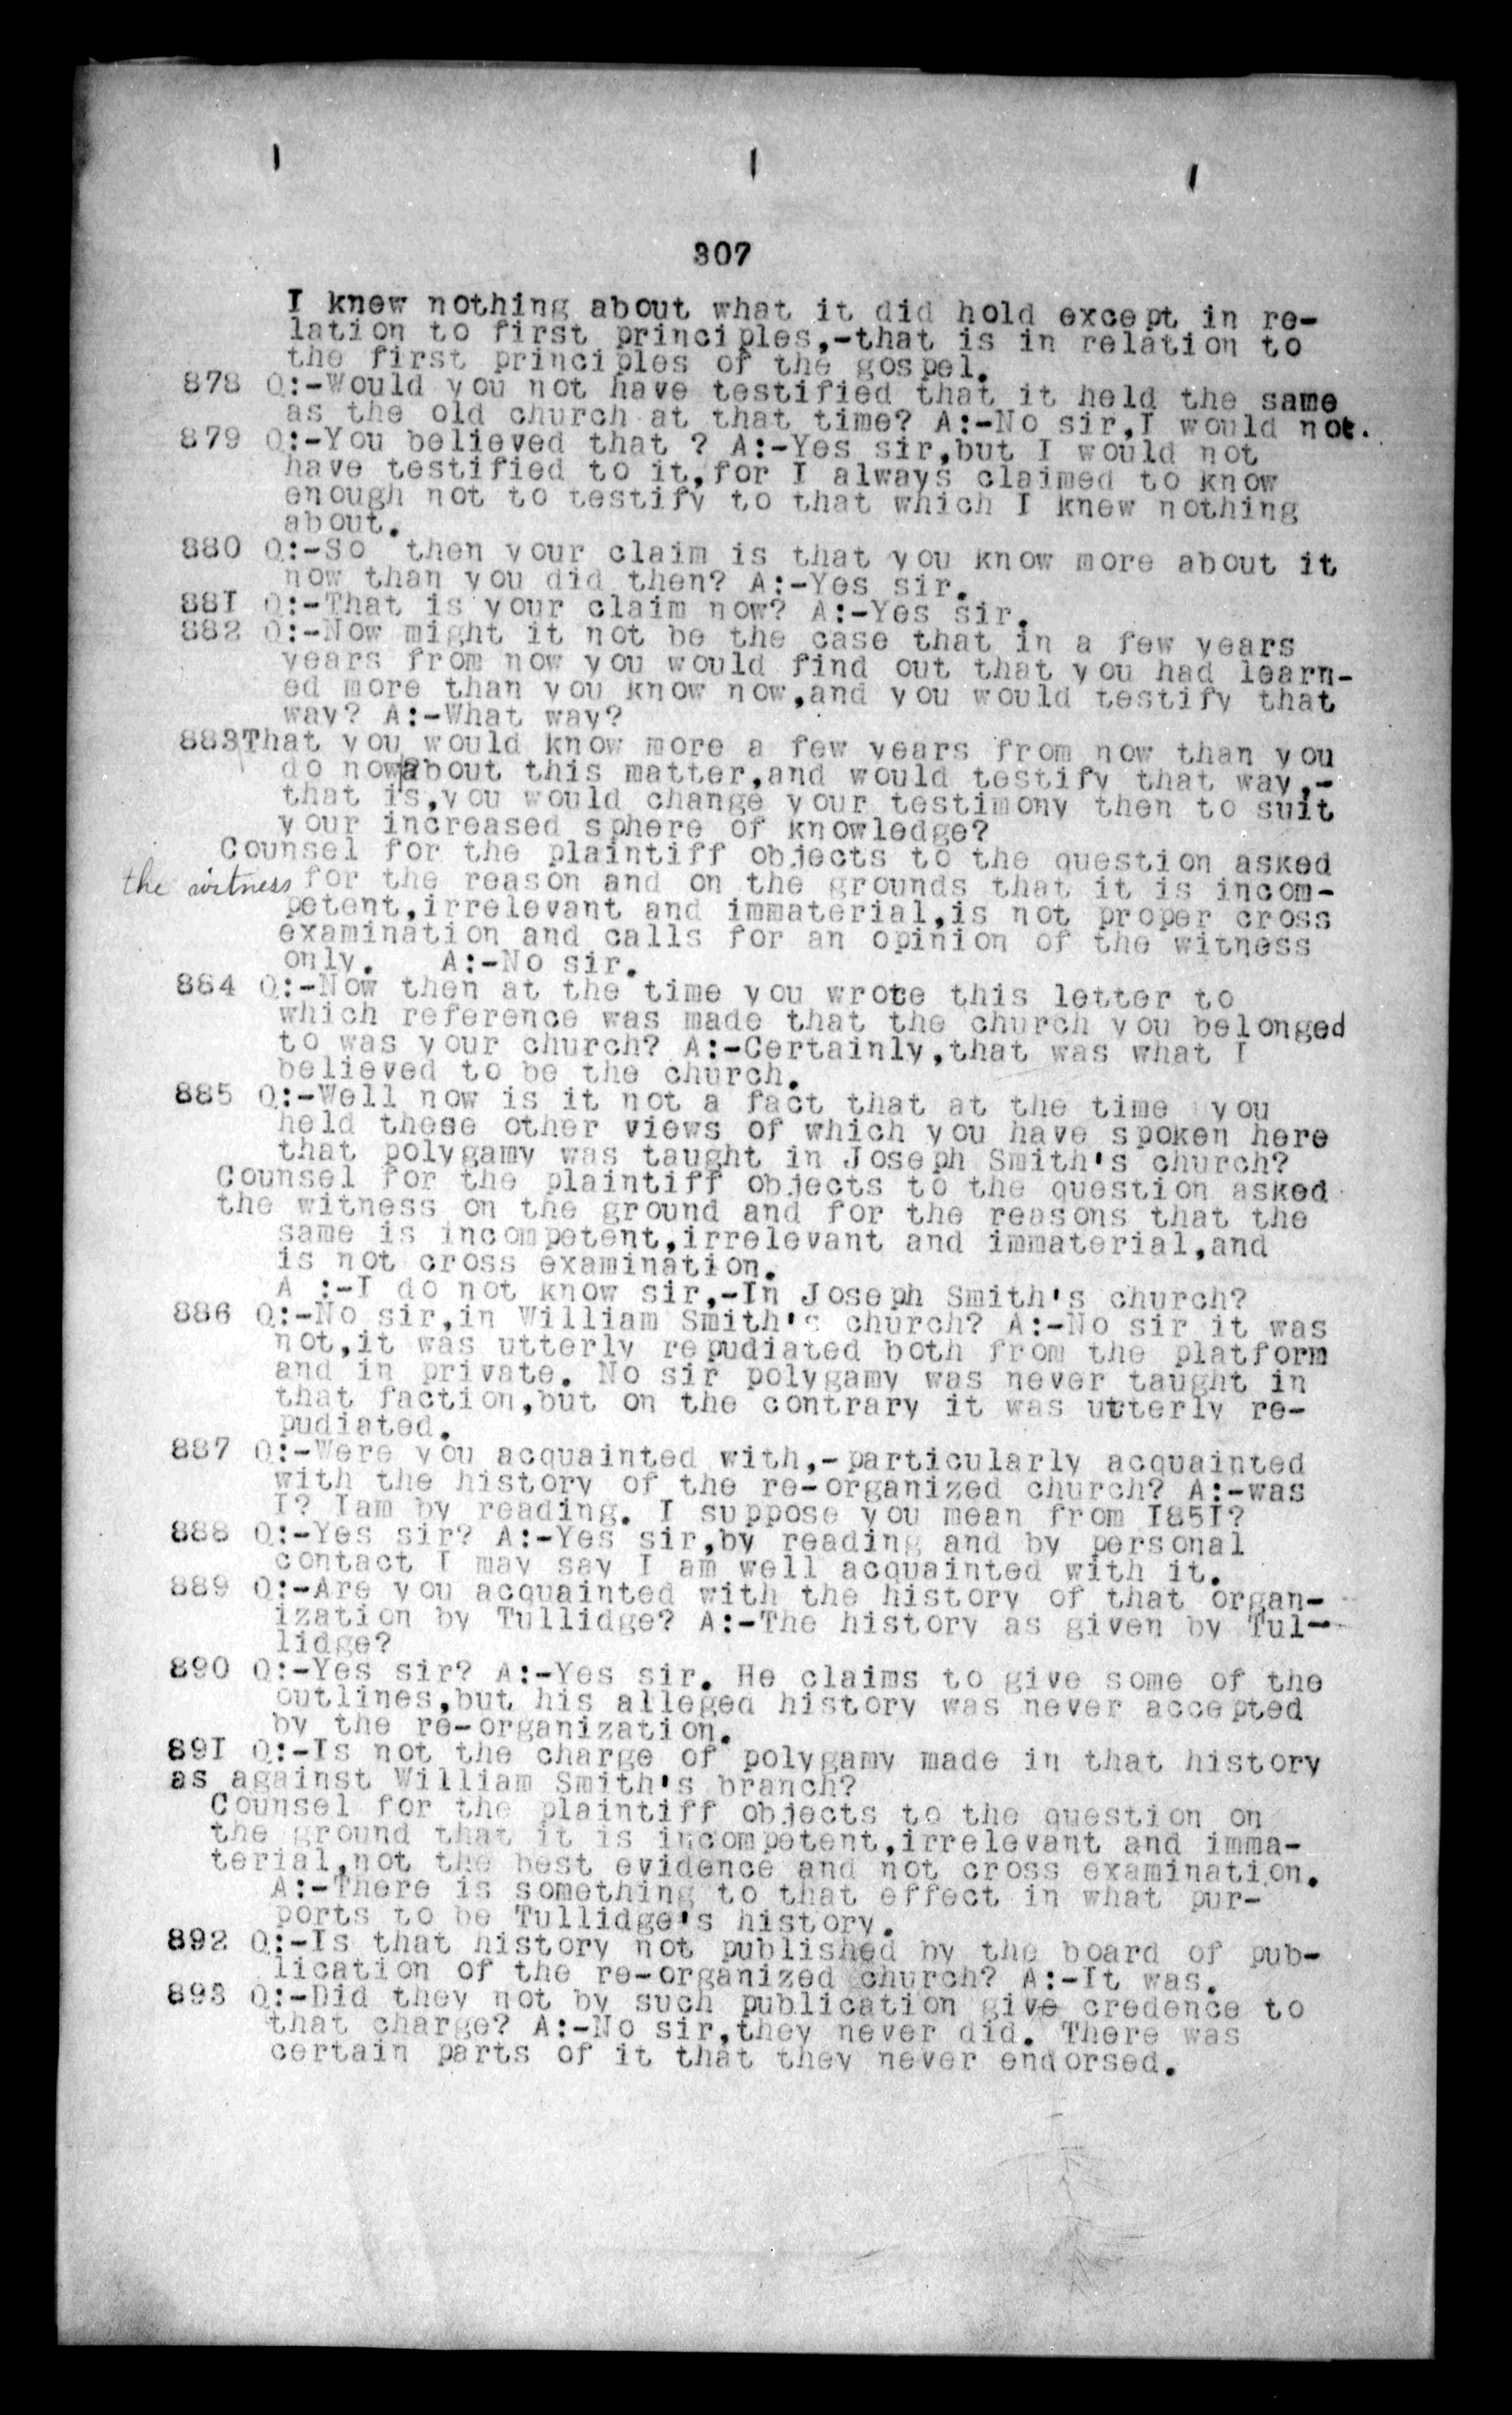 307
I knew nothing about what it did hold except in re-
lation to first principles,-that is in relation to
the first principles of the gospel.
878 Q:-Would you not have testified that it held the same
as the old church at that time? A:-No sir,I would not.
879 Q:-You believed that ? A:-Yes sir,but I would not
have testified to it,for I always claimed to know
enough not to testify to that which I knew nothing
about.
880 Q:-So then your claim is that you know more about it
now than you did then? A:-Yes sir.
88I Q:-That is your claim now? A:-Yes sir.
882 Q:-Now might it not be the case that in a few years
years from now you would find out that you had learn-
ed more than you know now,and you would testify that
way? A:-What way?
883 That you would know more a few years from now than you
do now about this matter,and would testify that way,-
that is,you would change your testimony then to suit
your increased sphere of knowledge?
Counsel for the plaintiff objects to the question asked
the witness for the reason and on the grounds that it is incom-
petent,irrelevant and immaterial,is not proper cross
examination and calls for an opinion of the witness
only. A:-No sir.
884 Q:-Now then at the time you wrote this letter to
which reference was made that the church you belonged
to was your church? A:-Certainly,that was what I
believed to be the church.
885 Q:-Well now is it not a fact that at the time you
held these other views of which you have spoken here
that polygamy was taught in Joseph Smith's church?
Counsel for the plaintiff objects to the question asked
the witness on the ground and for the reasons that the
same is incompetent,irrelevant and immaterial,and
is not cross examination.
A :-I do not know sir,-In Joseph Smith's church?
886 Q:-No sir,in William Smith's church? A:-No sir it was
not,it was utterly repudiated both from the platform
and in private. No sir polygamy was never taught in
that faction,but on the contrary it was utterly re-
pudiated.
887 Q:-Were you acquainted with,-particularly acquainted
with the history of the re-organized church? A:-was
I? Iam by reading. I suppose you mean from I85I?
888 Q:-Yes sir? A:-Yes sir,by reading and by personal
contact I may say I am well acquainted with it.
889 Q:-Are you acquainted with the history of that organ-
ization by Tullidge? A:-The history as given by Tul-
lidge?
890 Q:-Yes sir? A:-Yes sir. He claims to give some of the
outlines,but his alleged history was never accepted
by the re-organization.
89I Q:-Is not the charge of polygamy made in that history
as against William Smith's branch?
Counsel for the plaintiff objects to the question on
the ground that it is incompetent,irrelevant and imma-
terial,not the best evidence and not cross examination.
A:-There is something to that effect in what pur-
ports to be Tullidge's history.
892 Q:-Is that history not published by the board of pub-
lication of the re-organized church? A:-It was.
893 Q:-Did they not by such publication give credence to
that charge? A:-No sir,they never did. There was
certain parts of it that they never endorsed.